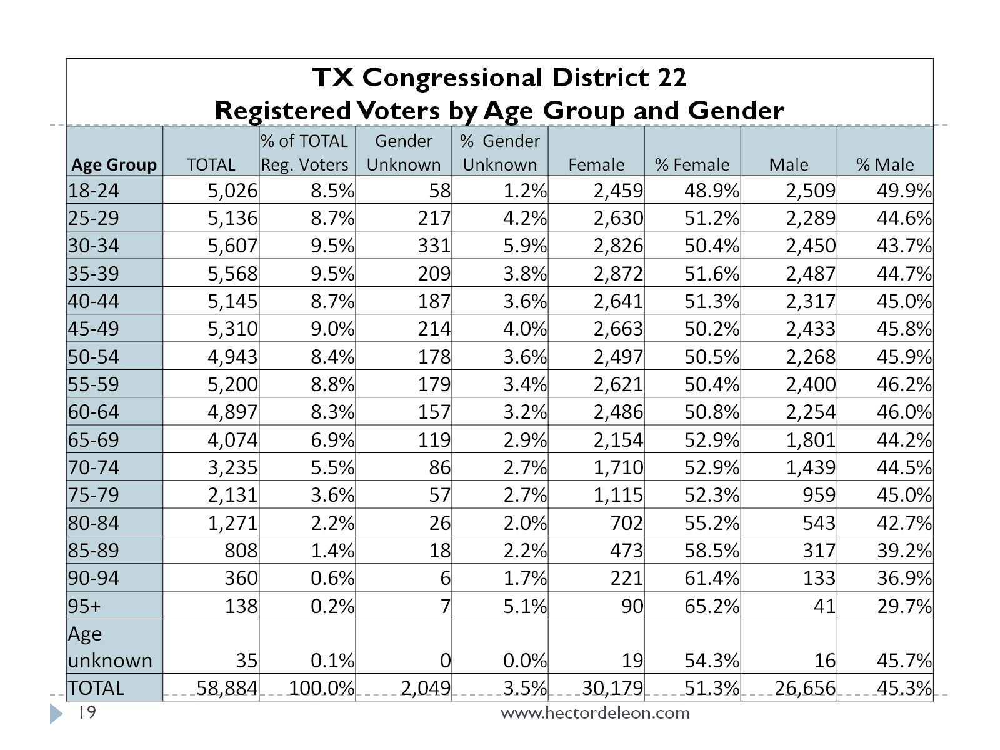 TX Congressional District 22
Registered Voters by Age Group and Gender
Age Group TOTAL % of TOTAL Reg. Voters Gender Unknown % Gender Unknown Female % Female Male % Male
18-24 5,026 8.5% 58 1.2% 2,459 48.9% 2,509 49.9%
25-29 5,136 8.7% 217 4.2% 2,630 51.2% 2,289 44.6%
30-34 5,607 9.5% 331 5.9% 2,826 50.4% 2,450 43.7%
35-39 5,568 9.5% 209 3.8% 2,872 51.6% 2,487 44.7%
40-44 5,145 8.7% 187 3.6% 2,641 51.3% 2,317 45.0%
45-49 5,310 9.0% 214 4.0% 2,663 50.2% 2,433 45.8%
50-54 4,943 8.4% 178 3.6% 2,497 50.5% 2,268 45.9%
55-59 5,200 8.8% 179 3.4% 2,621 50.4% 2,400 46.2%
60-64 4,897 8.3% 157 3.2% 2,486 50.8% 2,254 46.0%
65-69 4,074 6.9% 119 2.9% 2,154 52.9% 1,801 44.2%
70-74 3,235 5.5% 86 2.7% 1,710 52.9% 1,439 44.5%
75-79 2,131 3.6% 57 2.7% 1,115 52.3% 959 45.0%
80-84 1,271 2.2% 26 2.0% 702 55.2% 543 42.7%
85-89 808 1.4% 18 2.2% 473 58.5% 317 39.2%
90-94 360 0.6% 6 1.7% 221 61.4% 133 36.9%
95+ 138 0.2% 7 5.1% 90 65.2% 41 29.7%
Age
unknown 35 0.1% 0 0.0% 19 54.3% 16 45.7%
TOTAL 58,884 100.0% 2,049 3.5% 30,179 51.3% 26,656 45.3%
19 www.hectordeleon.com